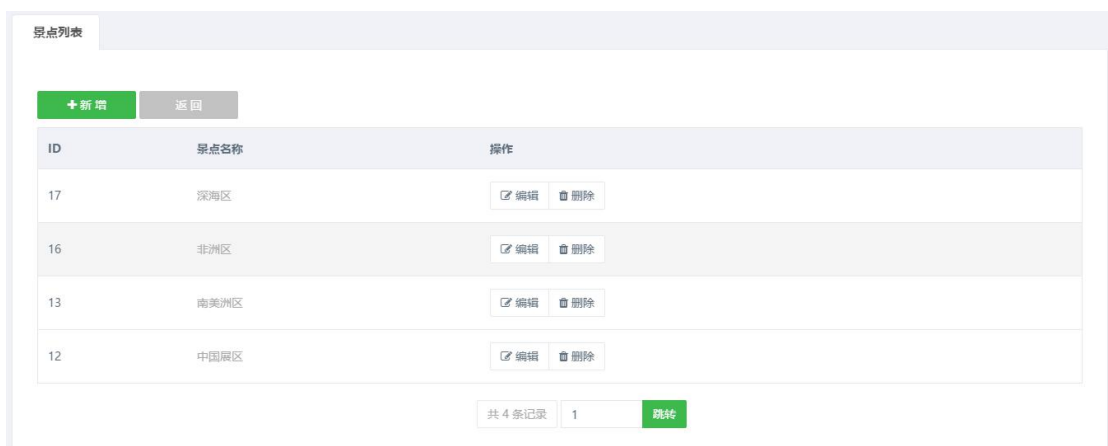 景点列表
新增 返回
ID 景点名称 操作
17 深海区 编辑 删除
16 非洲区 编辑 删除
13 南美洲区 编辑 删除
12 中国展区 编辑 删除
共 4 条记录 1 跳转